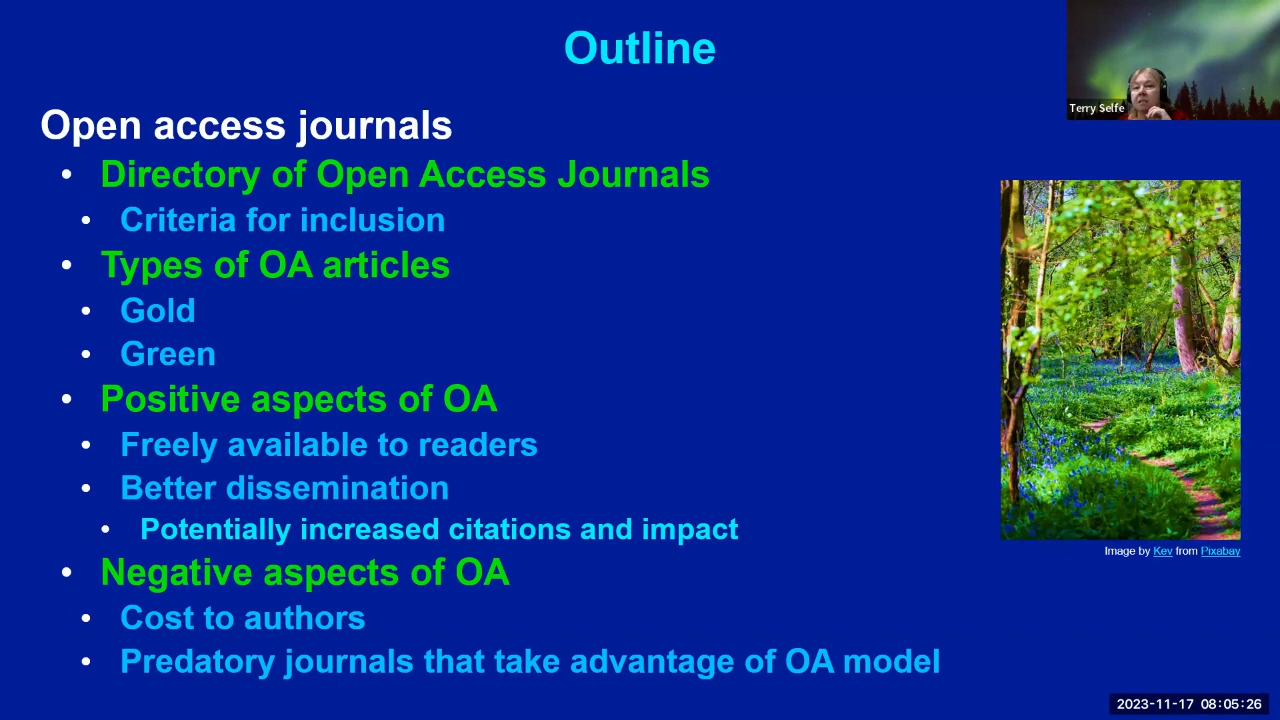 Outline
Terry Selfe
Open access journals
• Directory of Open Access Journals
• Criteria for inclusion
• Types of OA articles
• Gold
• Green
• Positive aspects of OA
• Freely available to readers
• Better dissemination
• Potentially increased citations and impact
Image by Kev from Pixabay
• Negative aspects of OA
• Cost to authors
• Predatory journals that take advantage of OA model
2023-11-17 08:05:26